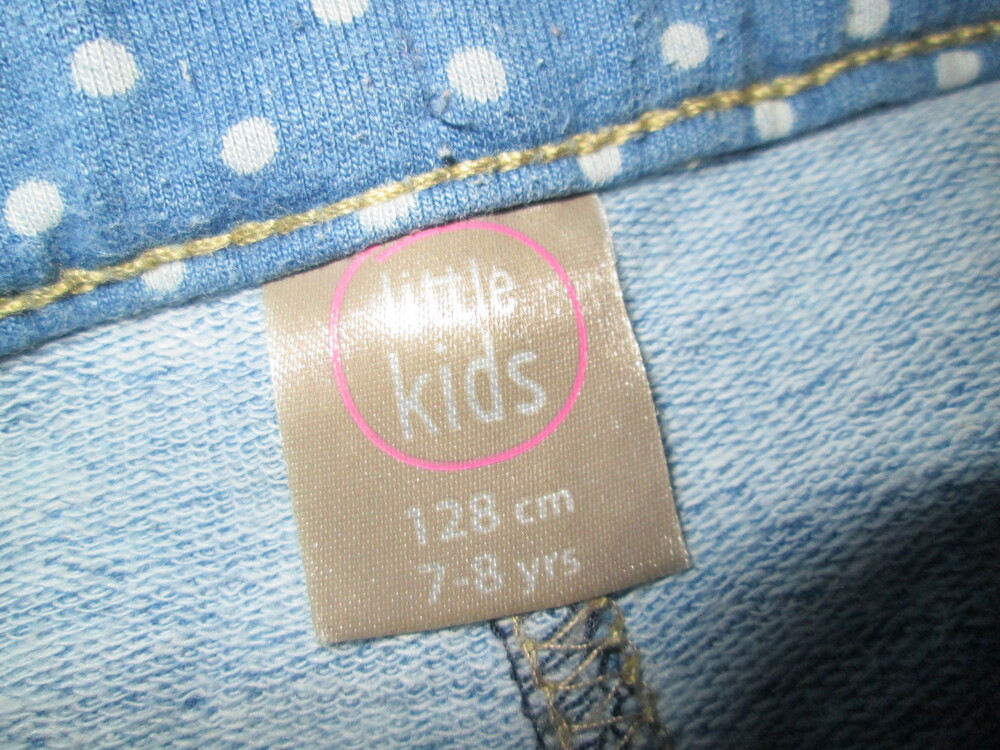 little
kids
128 cm
7-8 yrs